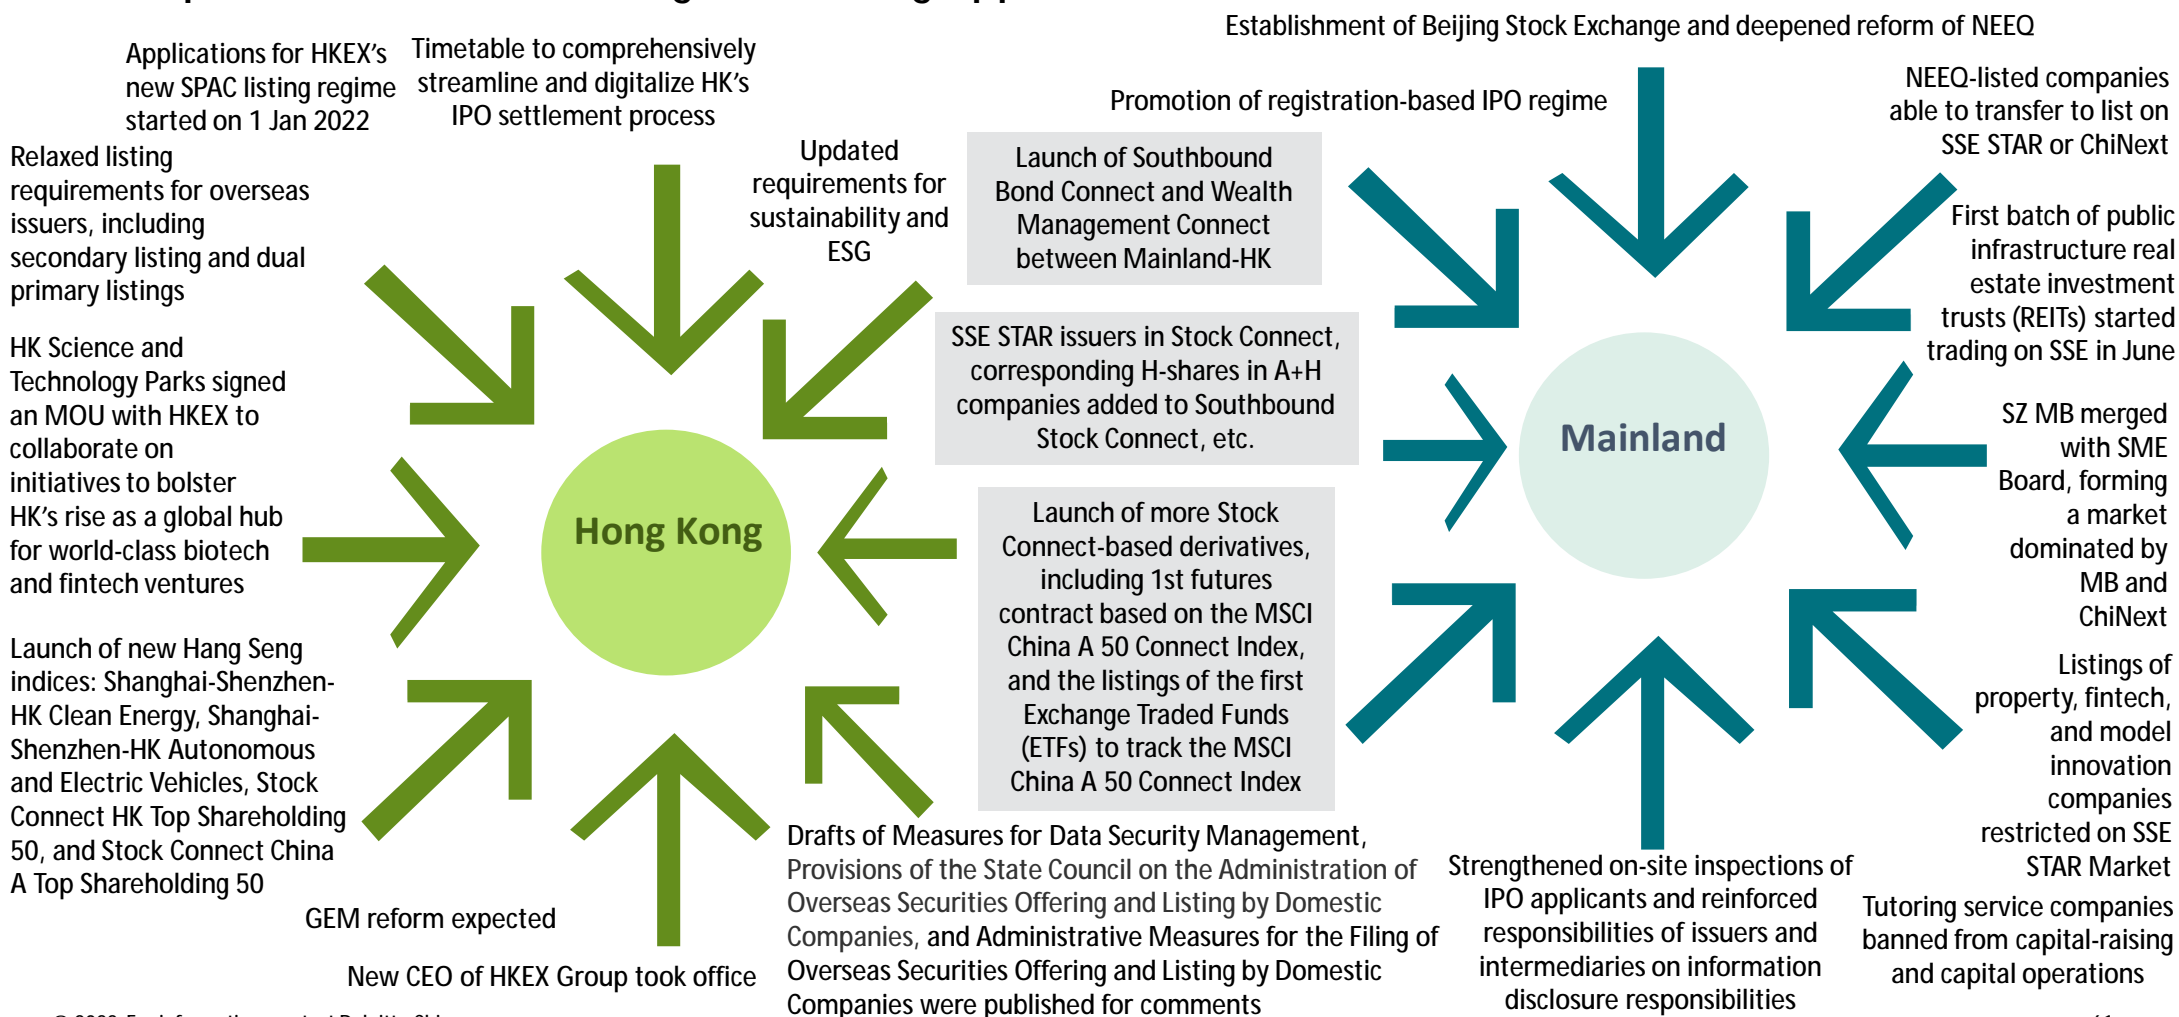 Establishment of Beijing Stock Exchange and deepened reform of NEEQ
Applications for HKEX's
new SPAC listing regime
started on 1 Jan 2022
Timetable to comprehensively
streamline and digitalize HK's
IPO settlement process
Relaxed listing
requirements for overseas
issuers, including
secondary listing and dual
primary listings
Updated
requirements for
sustainability and
ESG
HK Science and
Technology Parks signed
an MOU with HKEX to
collaborate on
initiatives to bolster
HK's rise as a global hub
for world-class biotech
and fintech ventures
Hong Kong
Launch of new Hang Seng
indices: Shanghai-Shenzhen-
HK Clean Energy, Shanghai-
Shenzhen-HK Autonomous
and Electric Vehicles, Stock
Connect HK Top Shareholding
50, and Stock Connect China
A Top Shareholding 50
GEM reform expected
New CEO of HKEX Group took office
Launch of Southbound
Bond Connect and Wealth
Management Connect
between Mainland-HK
SSE STAR issuers in Stock Connect,
corresponding H-shares in A+H
companies added to Southbound
Stock Connect, etc.
Launch of more Stock
Connect-based derivatives,
including 1st futures
contract based on the MSCI
China A 50 Connect Index,
and the listings of the first
Exchange Traded Funds
(ETFs) to track the MSCI
China A 50 Connect Index
Drafts of Measures for Data Security Management,
Provisions of the State Council on the Administration of
Overseas Securities Offering and Listing by Domestic
Companies, and Administrative Measures for the Filing of
Overseas Securities Offering and Listing by Domestic
Companies were published for comments
Promotion of registration-based IPO regime
NEEQ-listed companies
able to transfer to list on
SSE STAR or ChiNext
First batch of public
infrastructure real
estate investment
trusts (REITs) started
trading on SSE in June
Mainland
SZ MB merged
with SME
Board, forming
a market
dominated by
MB and
ChiNext
Listings of
property, fintech,
and model
innovation
companies
restricted on SSE
STAR Market
Strengthened on-site inspections of
IPO applicants and reinforced
responsibilities of issuers and
intermediaries on information
disclosure responsibilities
Tutoring service companies
banned from capital-raising
and capital operations